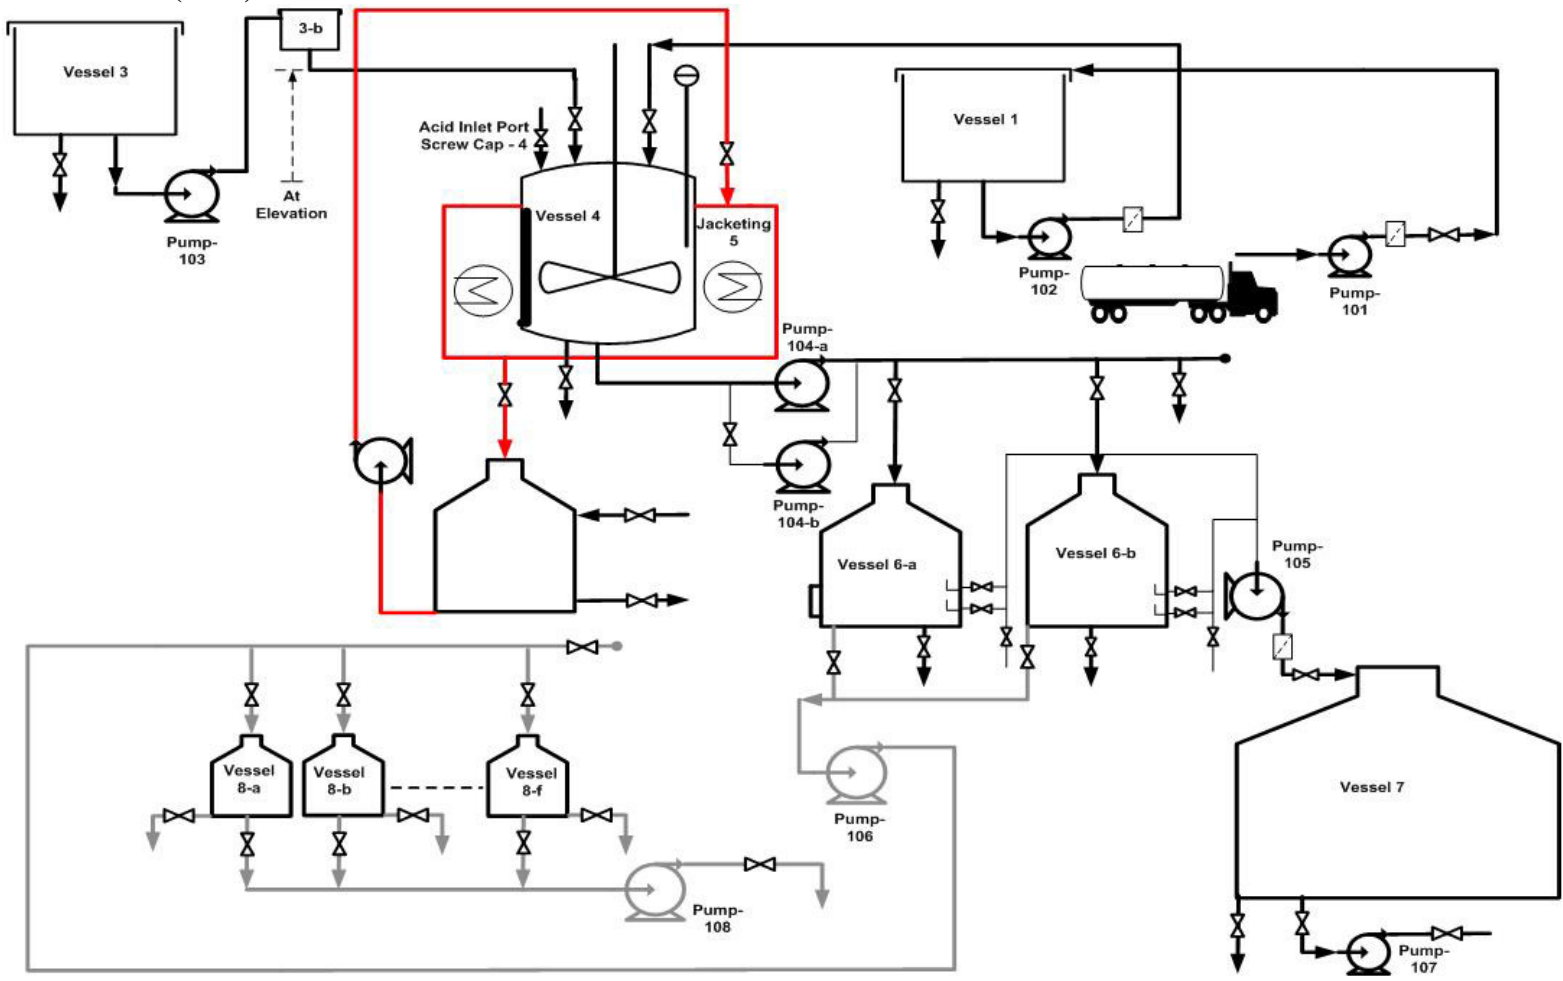 3-b
Vessel 3
Vessel 1
Acid Inlet Port
Screw Cap - 4
At
Elevation
Vessel 4
Jacketing
5
Pump-
103
Pump-
102
Pump-
101
Pump-
104-a
Pump-
104-b
Vessel 6-a
Vessel 6-b
Pump-
105
Vessel
8-a
Vessel
8-b
Vessel
8-f
Pump-
106
Vessel 7
Pump-
108
Pump-
107